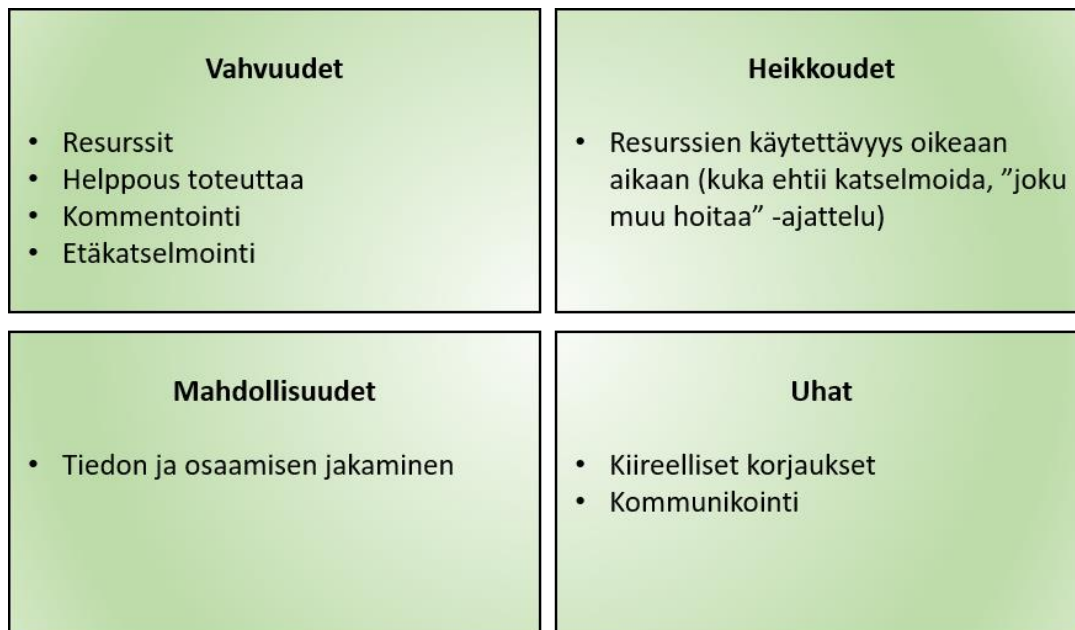 Vahvuudet
• Resurssit
• Helppous toteuttaa
• Kommentointi
• Etäkatselmointi
Heikkoudet
• Resurssien käytettävyys oikeaan
aikaan (kuka ehtii katselmoida, ”joku
muu hoitaa” -ajattelu)
Mahdollisuudet
• Tiedon ja osaamisen jakaminen
Uhat
• Kiireelliset korjaukset
• Kommunikointi